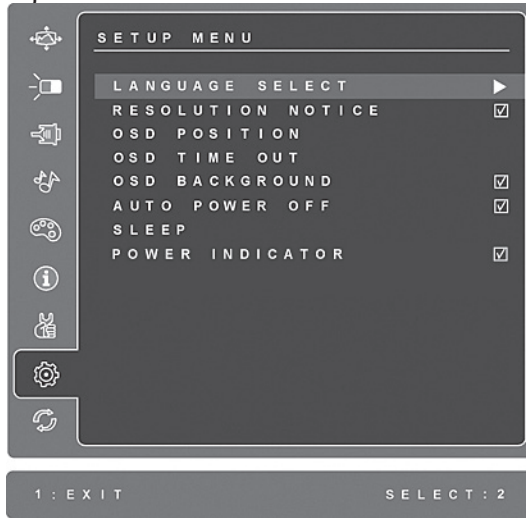 SETUP MENU
LANGUAGE SELECT
RESOLUTION NOTICE
OSD POSITION
OSD TIME OUT
OSD BACKGROUND
AUTO POWER OFF
SLEEP
POWER INDICATOR
1:EXIT SELECT:2